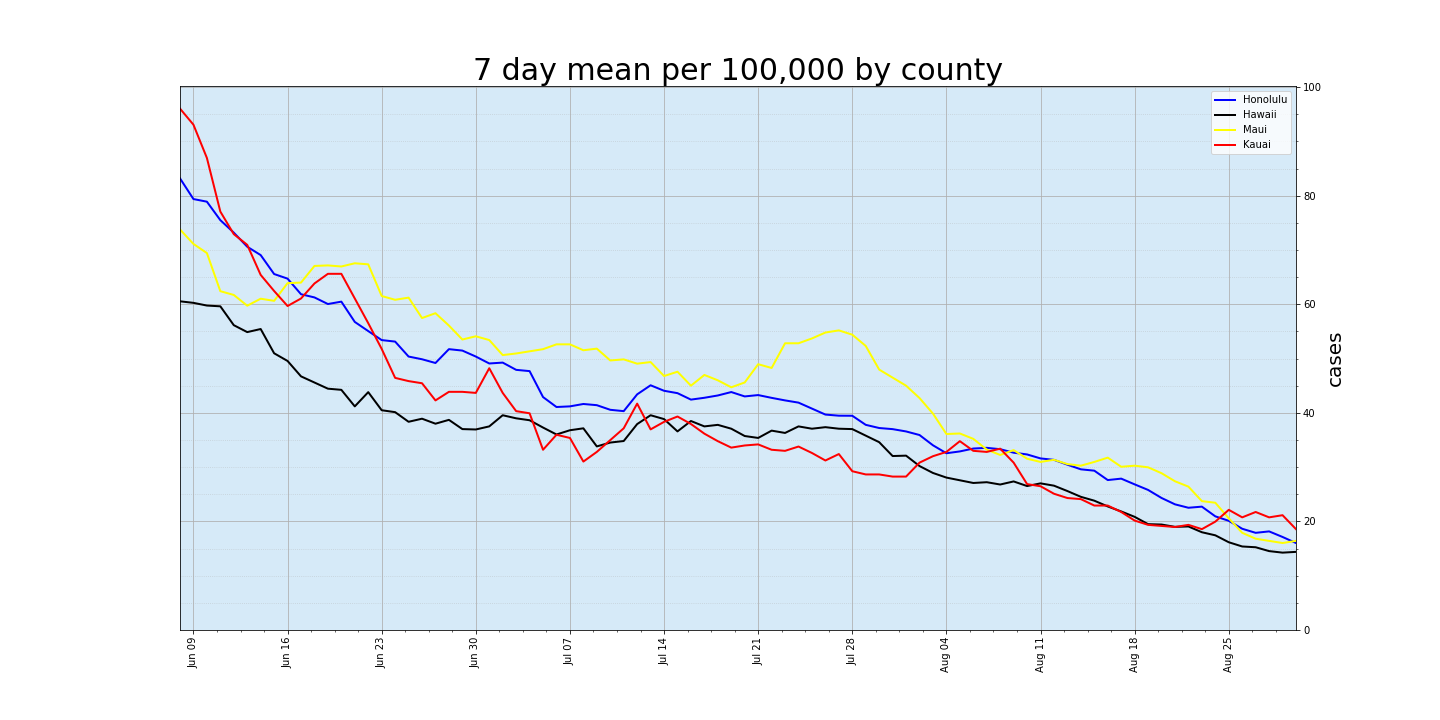 7 day mean per 100,000 by county
Honolulu
Hawaii
Maui
Kauai
100
80
60
40
20
0
cases
Jun 09
Jun 16
Jun 23
Jun 30
Jul 07
Jul 14
Jul 21
Jul 28
Aug 04
Aug 11
Aug 18
Aug 25